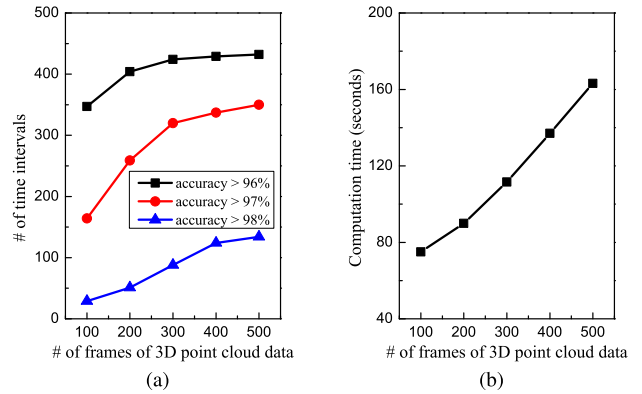 500
400
300
200
100
0
# of time intervals
accuracy > 96%
accuracy > 97%
accuracy > 98%
100 200 300 400 500
# of frames of 3D point cloud data
(a)
200
160
120
80
40
Computation time (seconds)
100 200 300 400 500
# of frames of 3D point cloud data
(b)